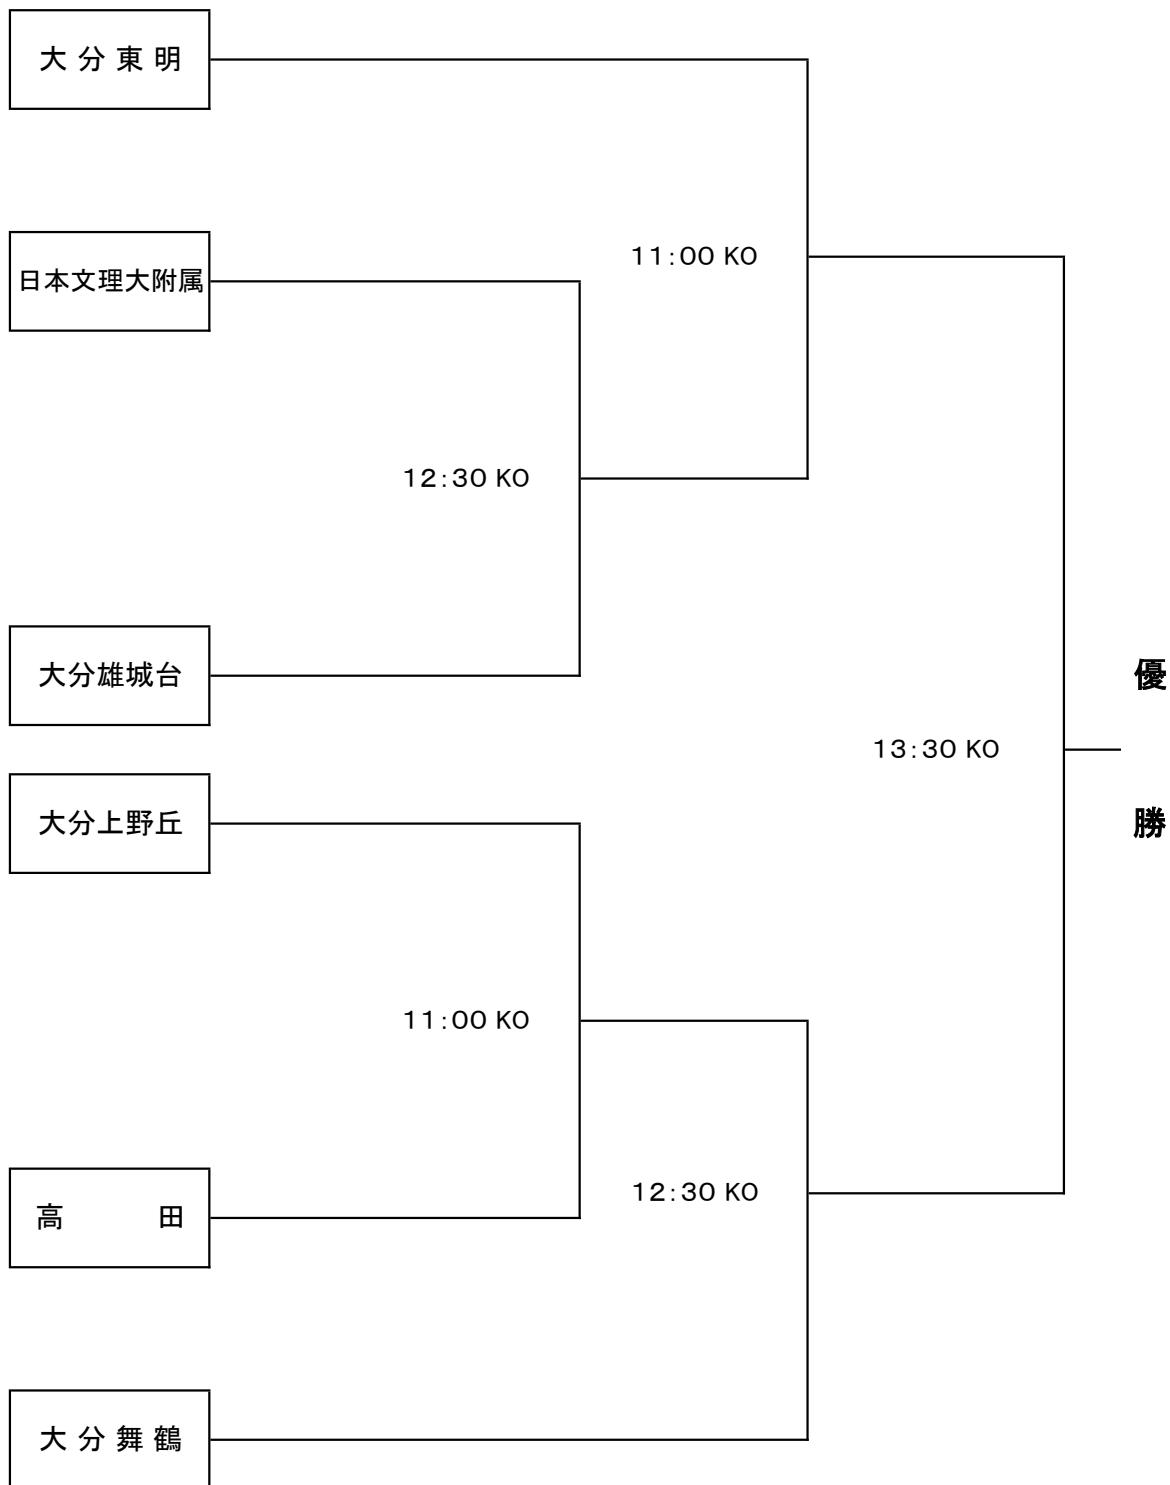 大分東明
11:00 KO
日本文理大附属
12:30 KO
大分雄城台
優
13:30 KO
大分上野丘
勝
11:00 KO
12:30 KO
高 田
大分舞鶴